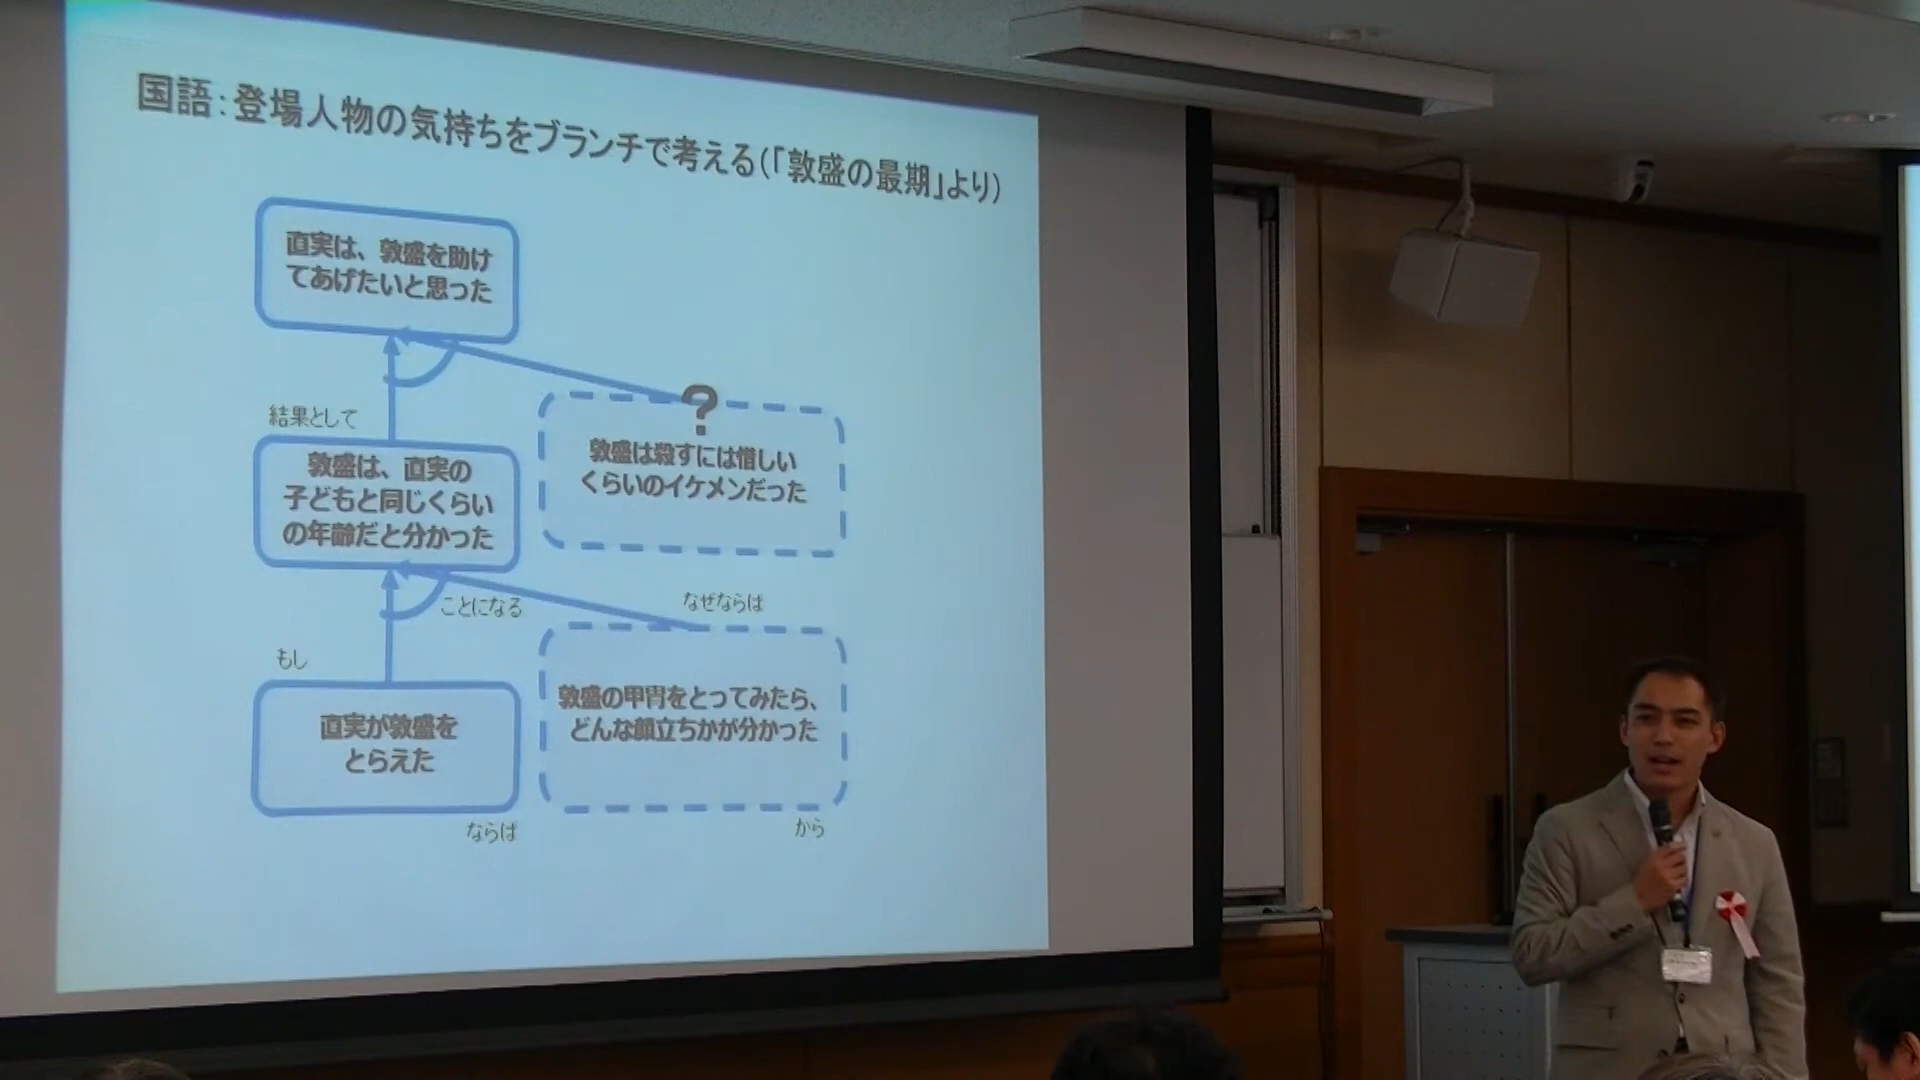 国語：登場人物の気持ちをブランチで考える（「敦盛の最期」より）
直実は、敦盛を助け
てあげたいと思った
結果として
?
敦盛は殺すには惜しい
くらいのイケメンだった
敦盛は、直実の
子どもと同じくらい
の年齢だと分かった
ことになる
なぜならば
もし
直実が敦盛を
とらえた
ならば
敦盛の甲冑をとってみたら、
どんな顔立ちかが分かった
から